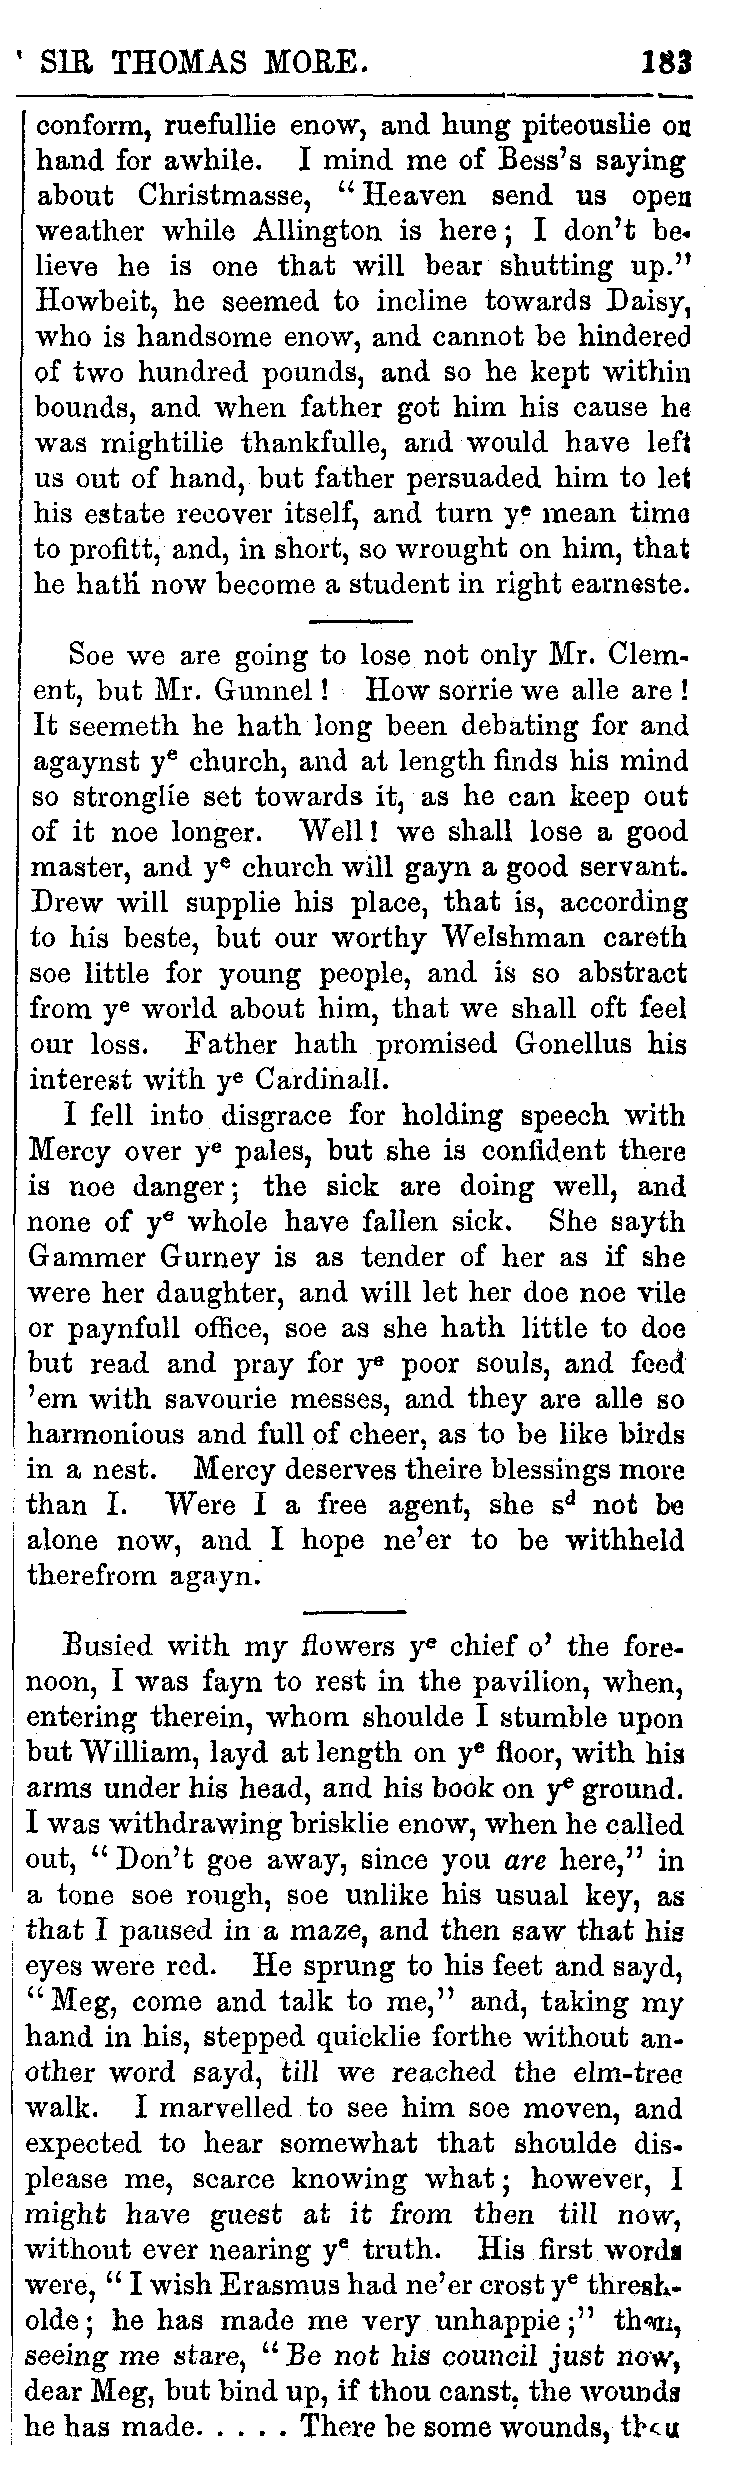 ' SIR THOMAS MORE. 183
conform, ruefullie enow, and hung piteouslie on
hand for awhile. I mind me of Bess's saying
about Christmasse, "Heaven send us open
weather while Allington is here; I don't be-
lieve he is one that will bear shutting up."
Howbeit, he seemed to incline towards Daisy,
who is handsome enow, and cannot be hindered
of two hundred pounds, and so he kept within
bounds, and when father got him his cause he
was mightilie thankfulle, and would have left
us out of hand, but father persuaded him to let
his estate recover itself, and turn yᵉ mean time
to profitt, and, in short, so wrought on him, that
he hath now become a student in right earneste.
Soe we are going to lose not only Mr. Clem-
ent, but Mr. Gunnel! How sorrie we alle are!
It seemeth he hath long been debating for and
agaynst yᵉ church, and at length finds his mind
so stronglie set towards it, as he can keep out
of it noe longer. Well! we shall lose a good
master, and yᵉ church will gayn a good servant.
Drew will supplie his place, that is, according
to his beste, but our worthy Welshman careth
soe little for young people, and is so abstract
from yᵉ world about him, that we shall oft feel
our loss. Father hath promised Gonellus his
interest with yᵉ Cardinall.
I fell into disgrace for holding speech with
Mercy over yᵉ pales, but she is confident there
is noe danger; the sick are doing well, and
none of yᵉ whole have fallen sick. She sayth
Gammer Gurney is as tender of her as if she
were her daughter, and will let her doe noe vile
or paynfull office, soe as she hath little to doe
but read and pray for yᵉ poor souls, and feed
'em with savourie messes, and they are alle so
harmonious and full of cheer, as to be like birds
in a nest. Mercy deserves theire blessings more
than I. Were I a free agent, she sᵈ not be
alone now, and I hope ne'er to be withheld
therefrom agayn.
Busied with my flowers yᵉ chief o' the fore-
noon, I was fayn to rest in the pavilion, when,
entering therein, whom shoulde I stumble upon
but William, layd at length on yᵉ floor, with his
arms under his head, and his book on yᵉ ground.
I was withdrawing brisklie enow, when he called
out, "Don't goe away, since you are here," in
a tone soe rough, soe unlike his usual key, as
that I paused in a maze, and then saw that his
eyes were red. He sprung to his feet and sayd,
"Meg, come and talk to me," and, taking my
hand in his, stepped quicklie forthe without an-
other word sayd, till we reached the elm-tree
walk. I marvelled to see him soe moven, and
expected to hear somewhat that shoulde dis-
please me, scarce knowing what; however, I
might have guest at it from then till now,
without ever nearing yᵉ truth. His first words
were, "I wish Erasmus had ne'er crost yᵉ thresh-
olde; he has made me very unhappie;" then,
seeing me stare, "Be not his council just now,
dear Meg, but bind up, if thou canst, the wounds
he has made. . . . . There be some wounds, thou